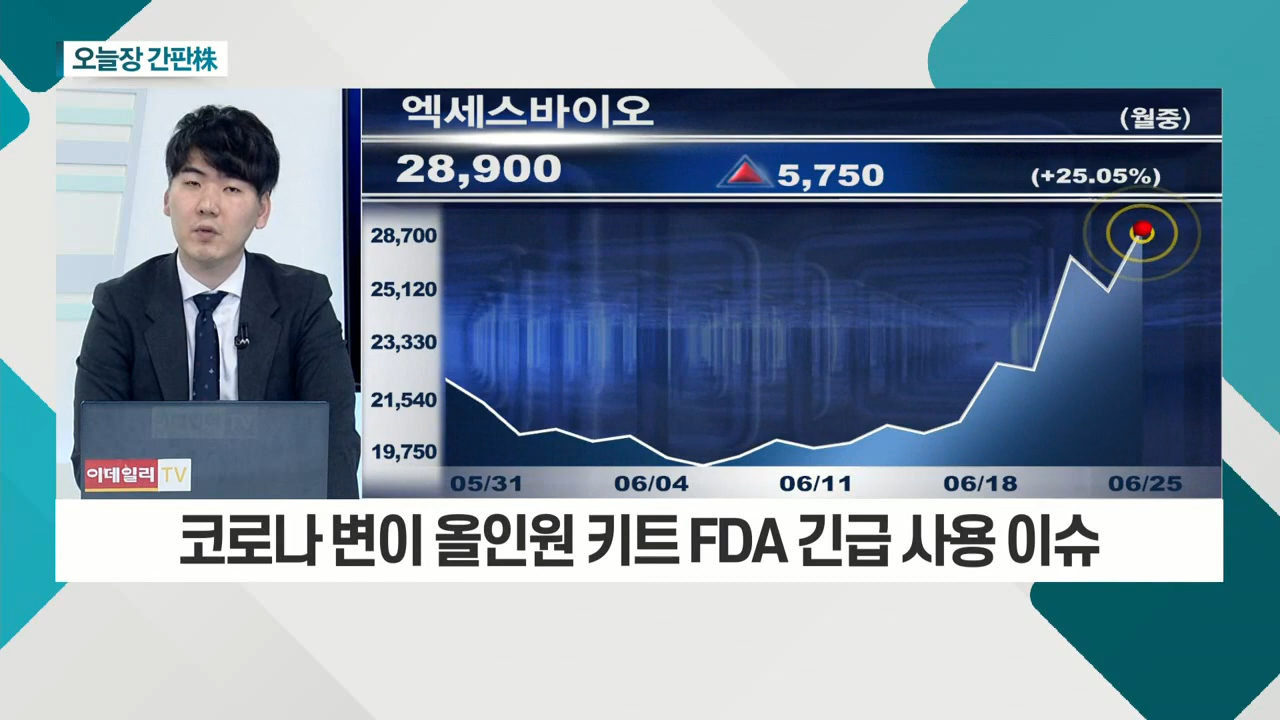 오늘장 간판株
엑세스바이오
(월중)
28,900
5,750
(+25.05%)
28,700
25,120
23,330
21,540
19,750
05/31
06/04
06/11
06/18
06/25
이데일리 TV
코로나 변이 올인원 키트 FDA 긴급 사용 이슈